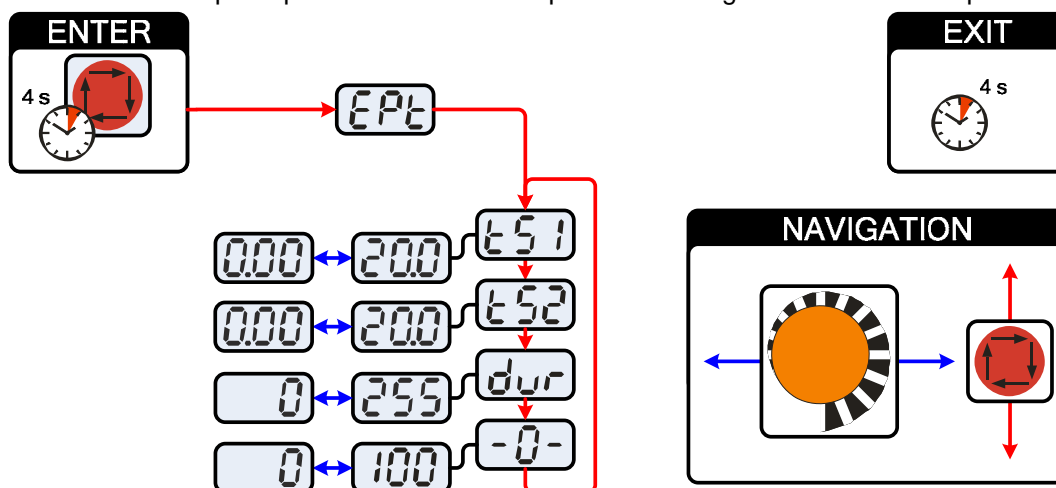 ENTER
EXIT
4 s
4 s
EPt
tS1
0.00
20.0
NAVIGATION
tS2
0.00
20.0
dur
0
255
-0-
0
100